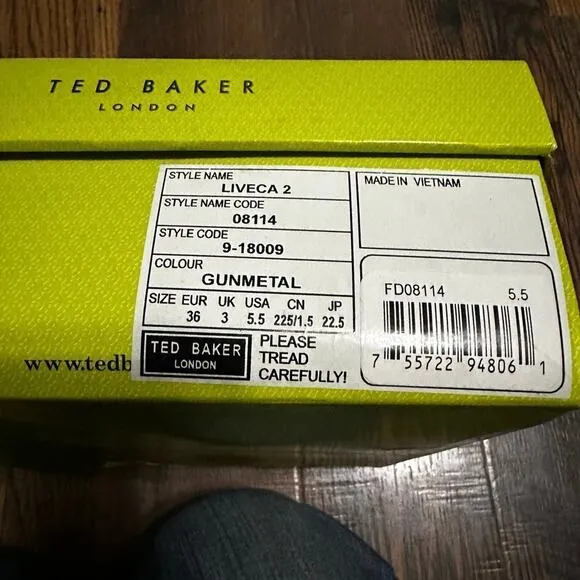 TED BAKER
LONDON
STYLE NAME
LIVECA 2
STYLE NAME CODE
08114
STYLE CODE
9-18009
COLOUR
GUNMETAL
SIZE EUR UK USA CN JP
36 3 5.5 225/1.5 22.5
TED BAKER
LONDON
PLEASE
TREAD
CAREFULLY!
MADE IN VIETNAM
FD08114 5.5
7 55722 94806 1
www.tedb